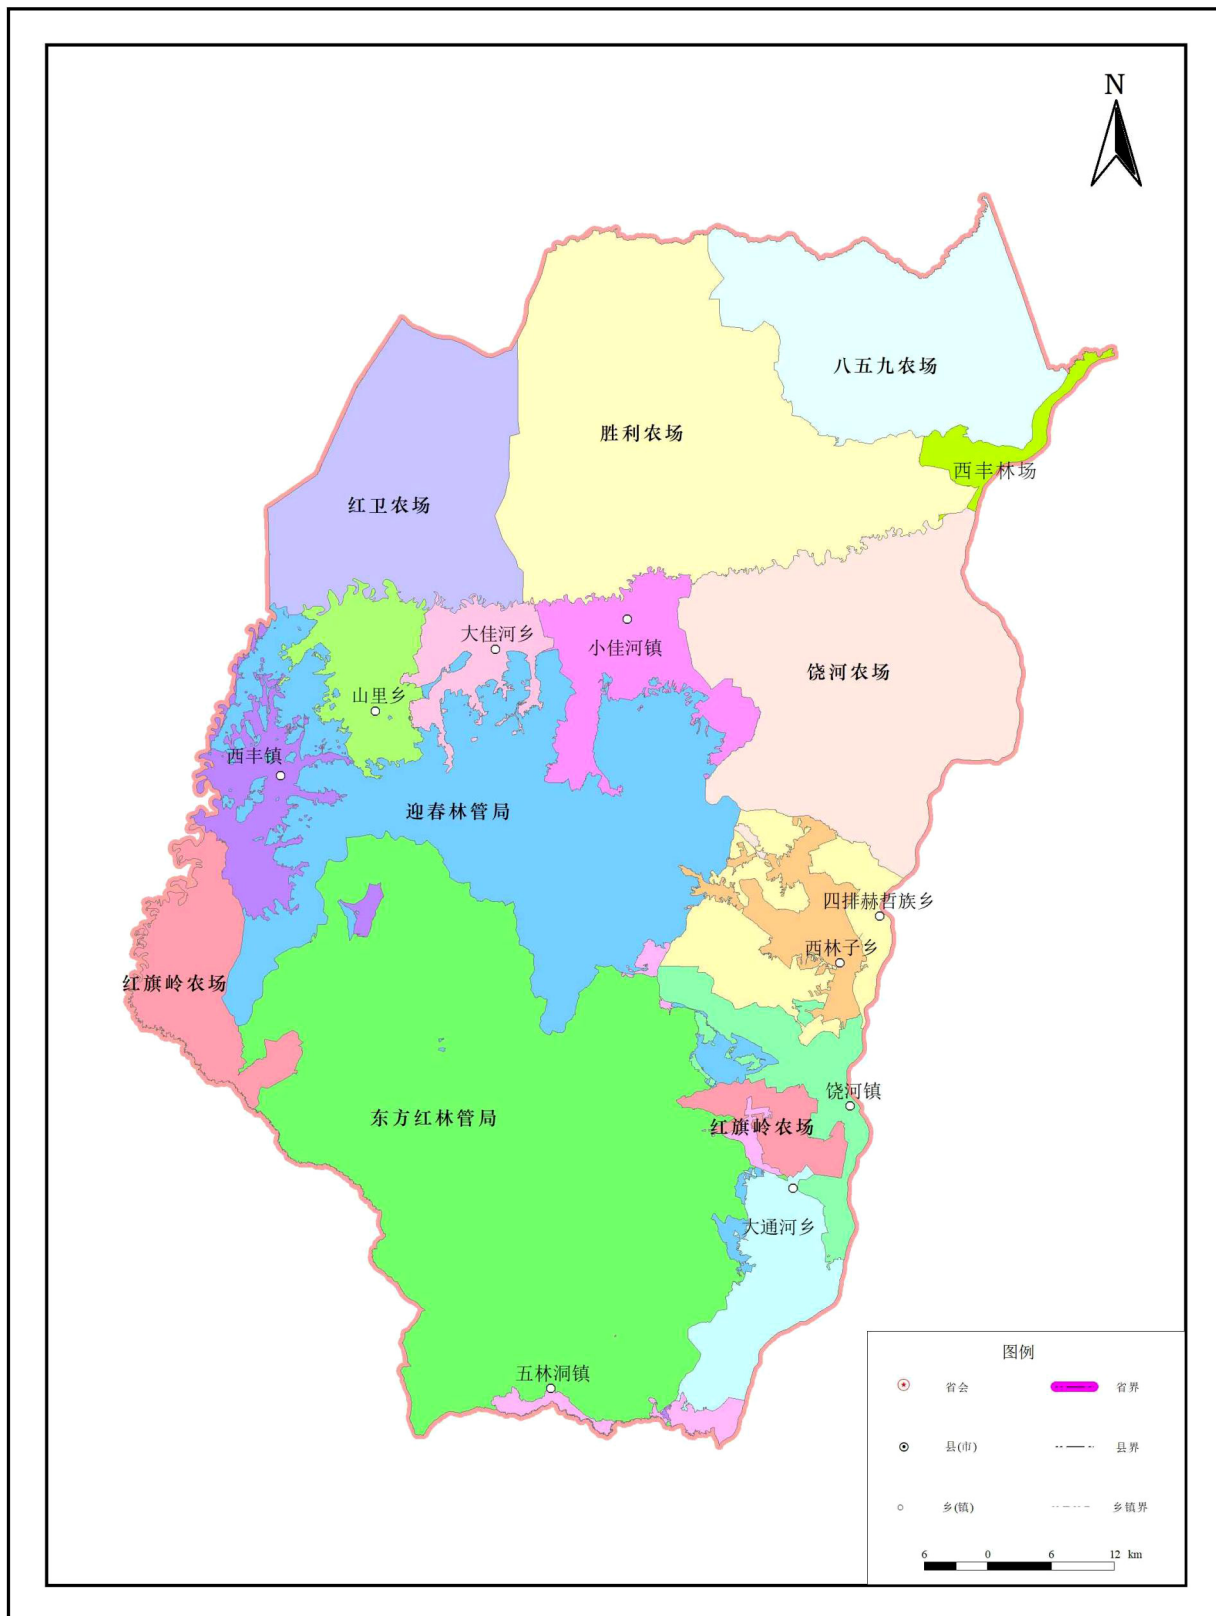 N
八五九农场
胜利农场
西丰林场
红卫农场
大佳河乡
小佳河镇
饶河农场
山里乡
西丰镇
迎春林管局
四排赫哲族乡
西林子乡
红旗岭农场
饶河镇
东方红林管局
红旗岭农场
大通河乡
五林洞镇
图例
省会
省界
县(市)
县界
乡(镇)
乡镇界
6 0 6 12 km